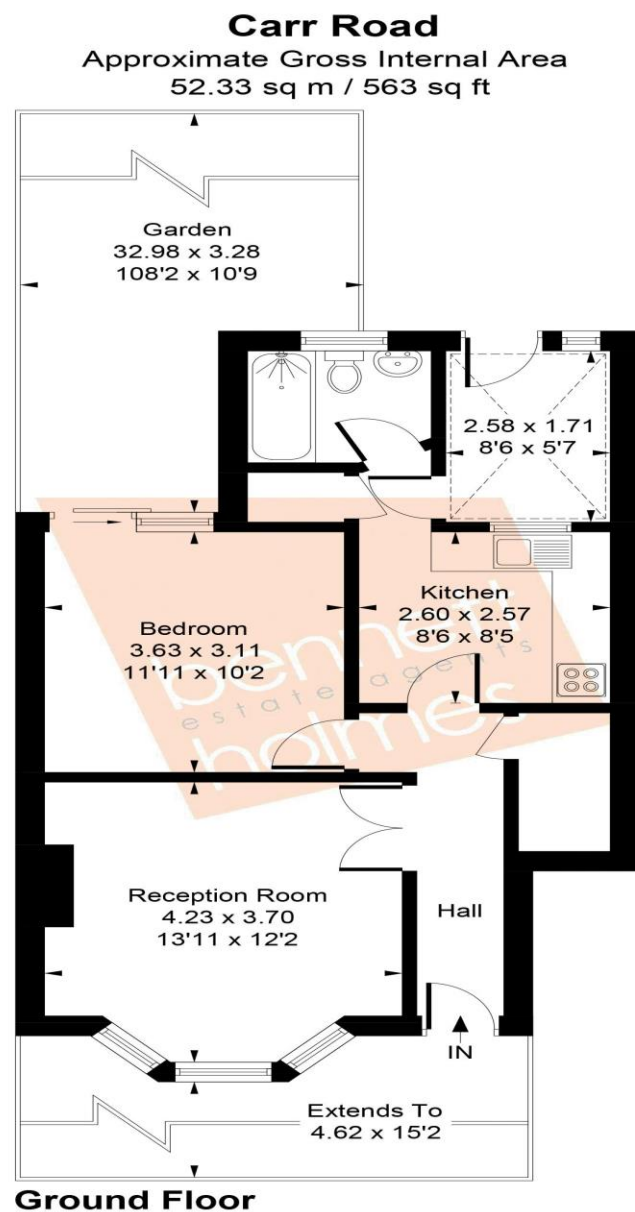 Carr Road
Approximate Gross Internal Area
52.33 sq m / 563 sq ft
Garden
32.98 x 3.28
108'2 x 10'9
2.58 x 1.71
8'6 x 5'7
Kitchen
2.60 x 2.57
8'6 x 8'5
Bedroom
3.63 x 3.11
11'11 x 10'2
bennett
estate agents
holmes
Reception Room
4.23 x 3.70
13'11 x 12'2
Hall
IN
Extends To
4.62 x 15'2
Ground Floor